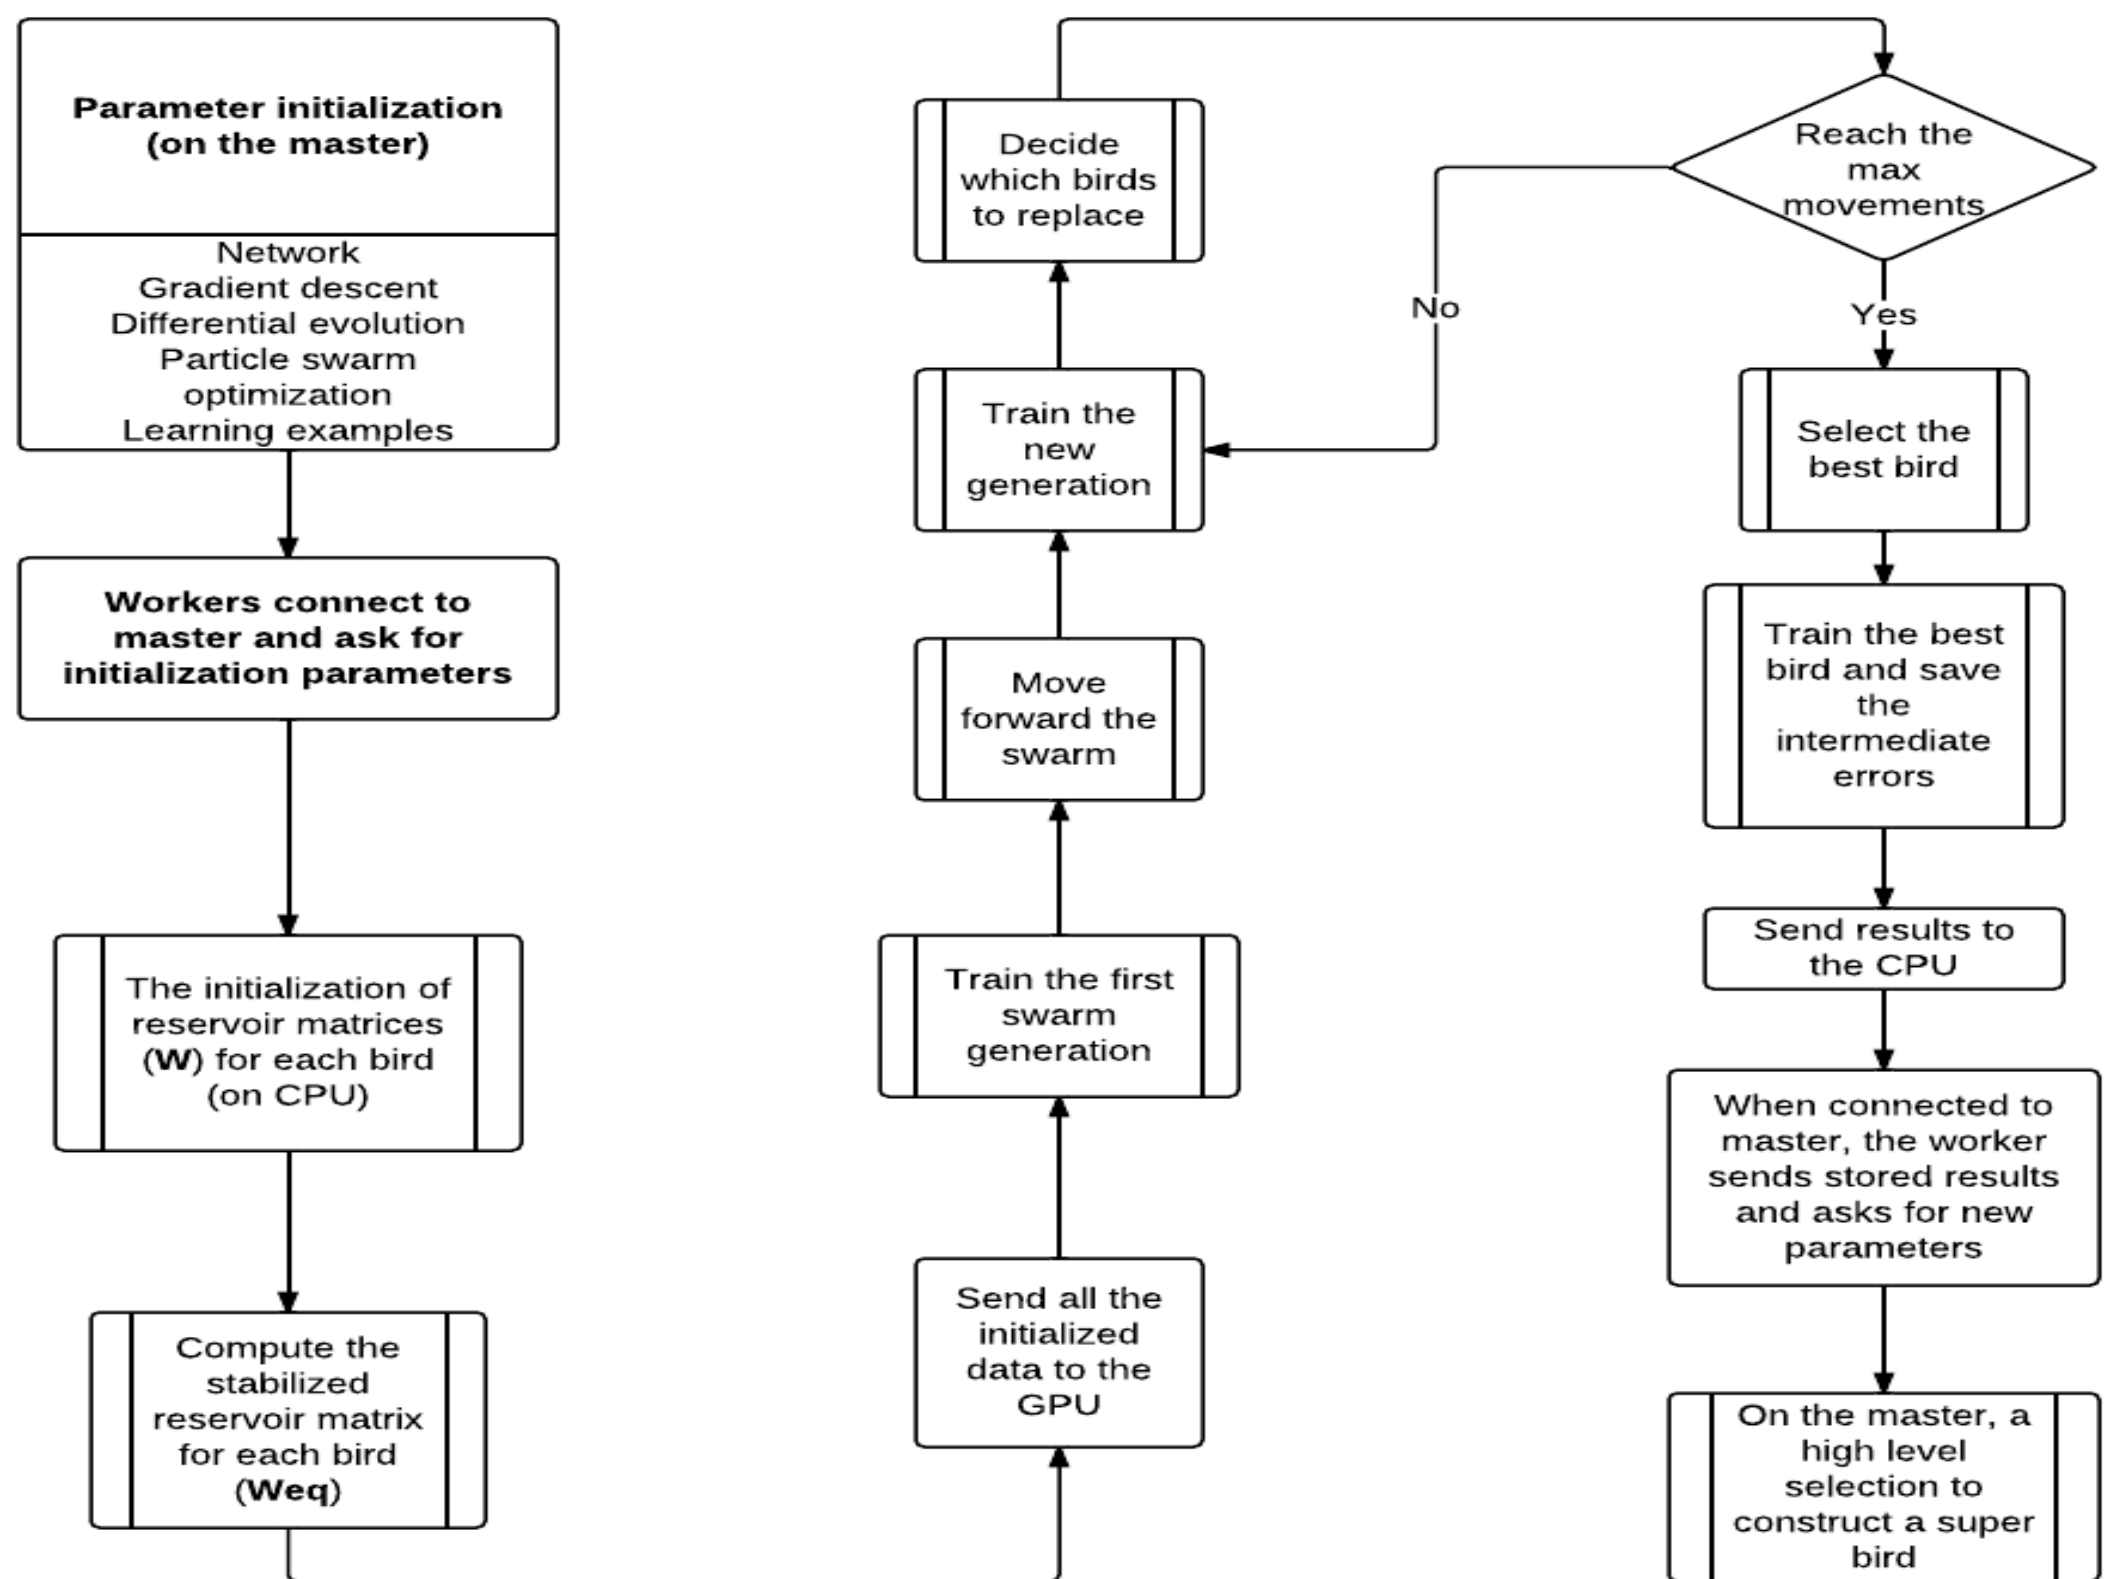 Parameter initialization
(on the master)
Network
Gradient descent
Differential evolution
Particle swarm
optimization
Learning examples
Workers connect to
master and ask for
initialization parameters
The initialization of
reservoir matrices
(W) for each bird
(on CPU)
Compute the
stabilized
reservoir matrix
for each bird
(Weq)
Send all the
initialized
data to the
GPU
Train the first
swarm
generation
Move
forward the
swarm
Train the
new
generation
Decide
which birds
to replace
Reach the
max
movements
No
Yes
Select the
best bird
Train the best
bird and save
the
intermediate
errors
Send results to
the CPU
When connected to
master, the worker
sends stored results
and asks for new
parameters
On the master, a
high level
selection to
construct a super
bird